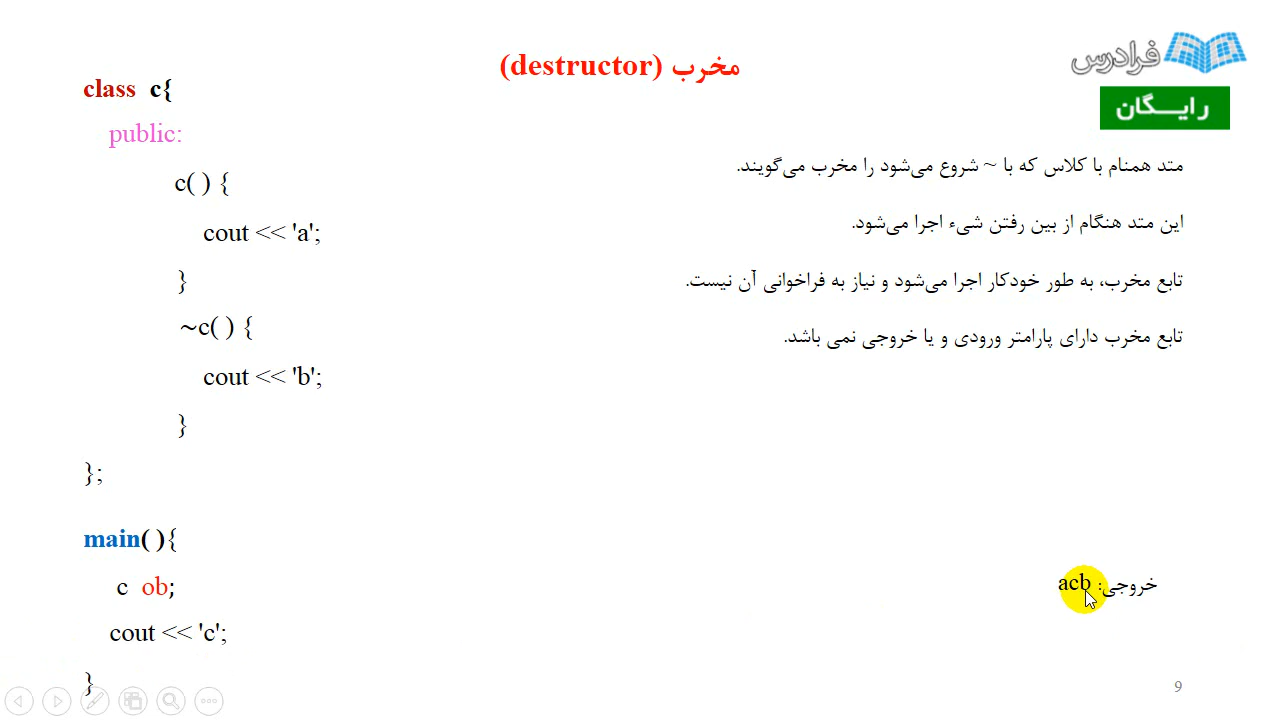 فرادرس
رایـــگان
مخرب (destructor)
class c{
public:
c( ) {
cout << 'a';
}
~c( ) {
cout << 'b';
}
};
main( ){
c ob;
cout << 'c';
}
متد همنام با کلاس که با ~ شروع می‌شود را مخرب می‌گویند.
این متد هنگام از بین رفتن شیء اجرا می‌شود.
تابع مخرب، به طور خودکار اجرا می‌شود و نیاز به فراخوانی آن نیست.
تابع مخرب دارای پارامتر ورودی و یا خروجی نمی باشد.
خروجی: acb
9